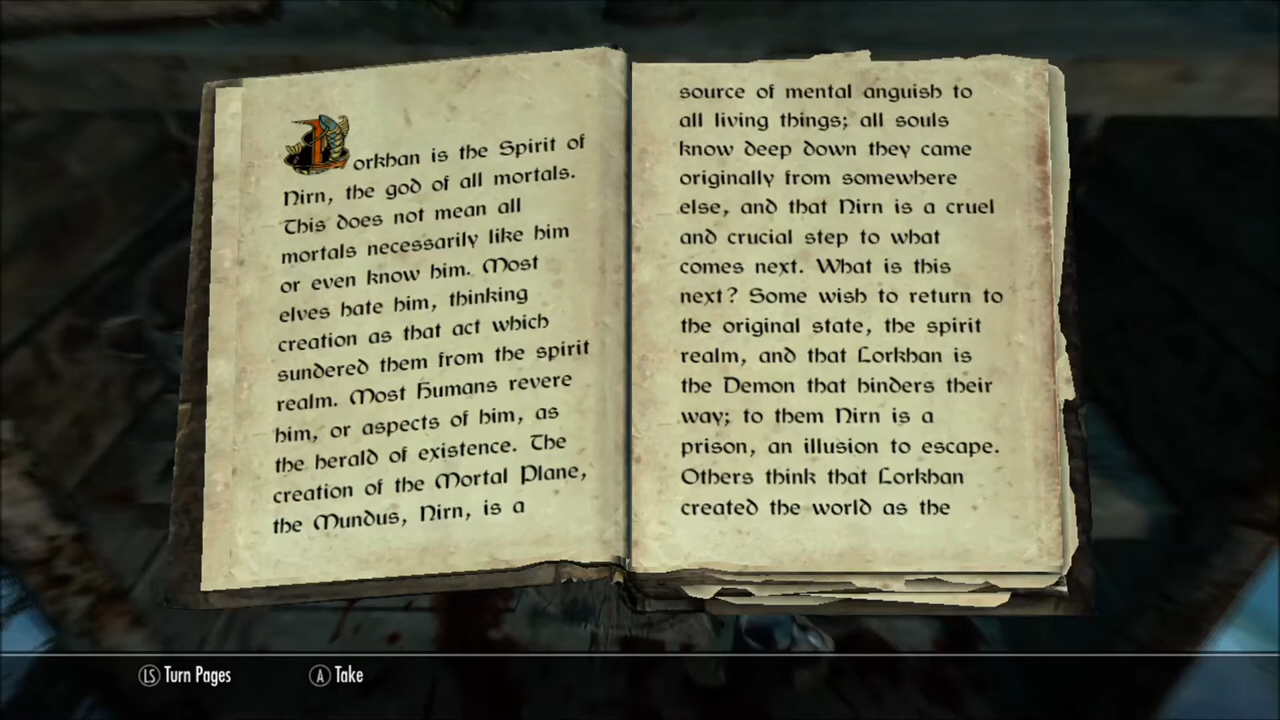 Lorkhan is the Spirit of
Nirn, the god of all mortals.
This does not mean all
mortals necessarily like him
or even know him. Most
elves hate him, thinking
creation as that act which
sundered them from the spirit
realm. Most Humans revere
him, or aspects of him, as
the herald of existence. The
creation of the Mortal Plane,
the Mundus, Nirn, is a
source of mental anguish to
all living things; all souls
know deep down they came
originally from somewhere
else, and that Nirn is a cruel
and crucial step to what
comes next. What is this
next? Some wish to return to
the original state, the spirit
realm, and that Lorkhan is
the Demon that hinders their
way; to them Nirn is a
prison, an illusion to escape.
Others think that Lorkhan
created the world as the
LS Turn Pages
A Take